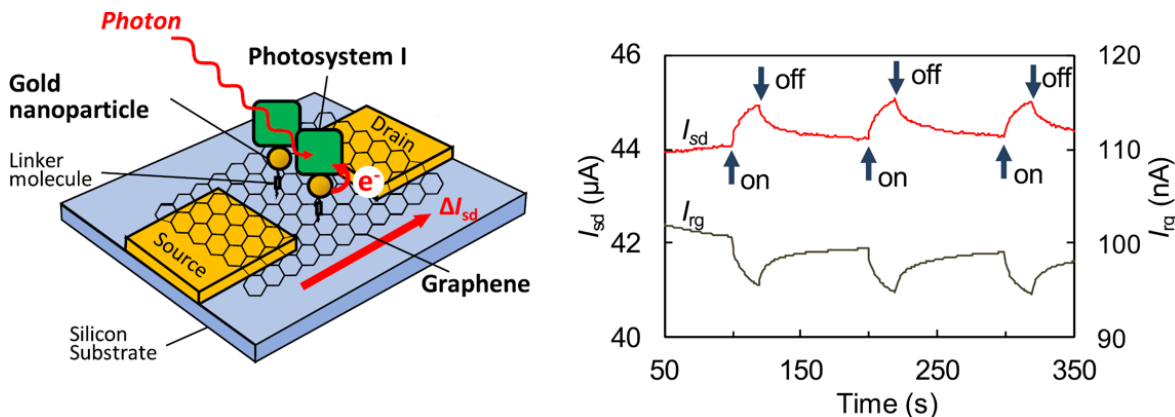 Photon
Photosystem I
Gold
nanoparticle
Linker
molecule
Drain
e-
ΔIsd
Source
Graphene
Silicon
Substrate
46
44
42
40
Isd (µA)
120
110
100
90
Irg (nA)
off
off
off
Isd
on
on
on
Irg
50
150
250
350
Time (s)